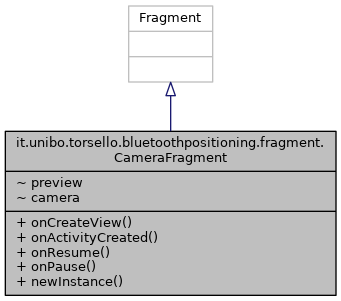 Fragment
it.unibo.torsello.bluetoothpositioning.fragment.
CameraFragment
~ preview
~ camera
+ onCreateView()
+ onActivityCreated()
+ onResume()
+ onPause()
+ newInstance()